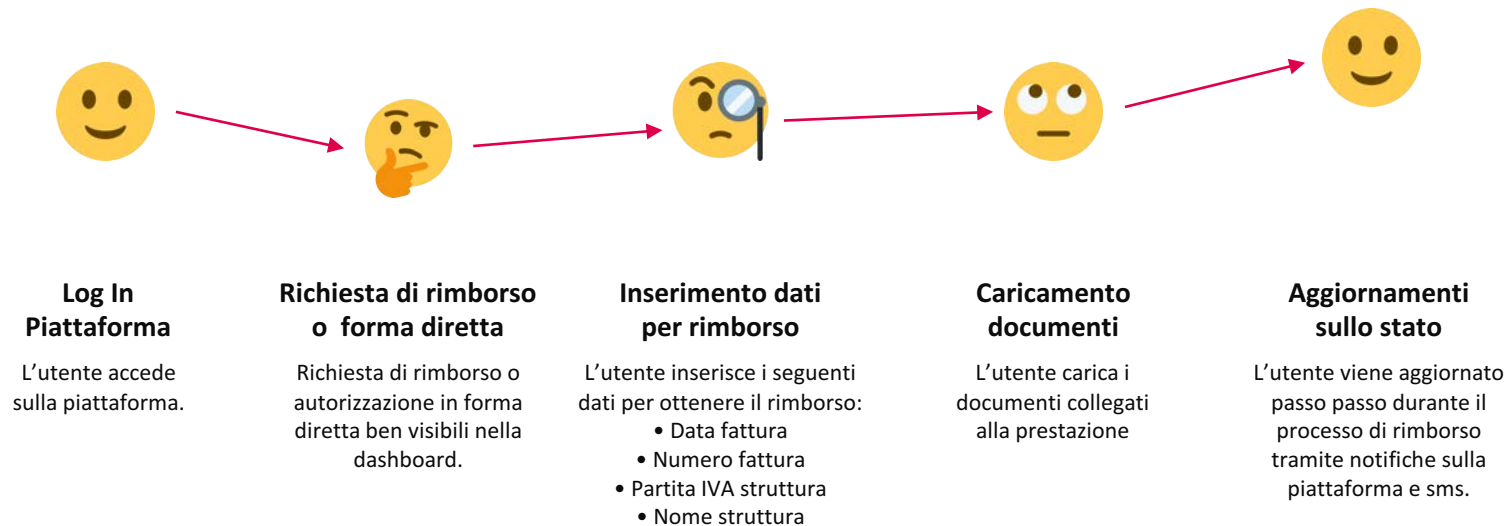 Log In
Piattaforma
L’utente accede
sulla piattaforma.
Richiesta di rimborso
o forma diretta
Richiesta di rimborso o
autorizzazione in forma
diretta ben visibili nella
dashboard.
Inserimento dati
per rimborso
L’utente inserisce i seguenti
dati per ottenere il rimborso:
• Data fattura
• Numero fattura
• Partita IVA struttura
• Nome struttura
Caricamento
documenti
L’utente carica i
documenti collegati
alla prestazione
Aggiornamenti
sullo stato
L’utente viene aggiornato
passo passo durante il
processo di rimborso
tramite notifiche sulla
piattaforma e sms.